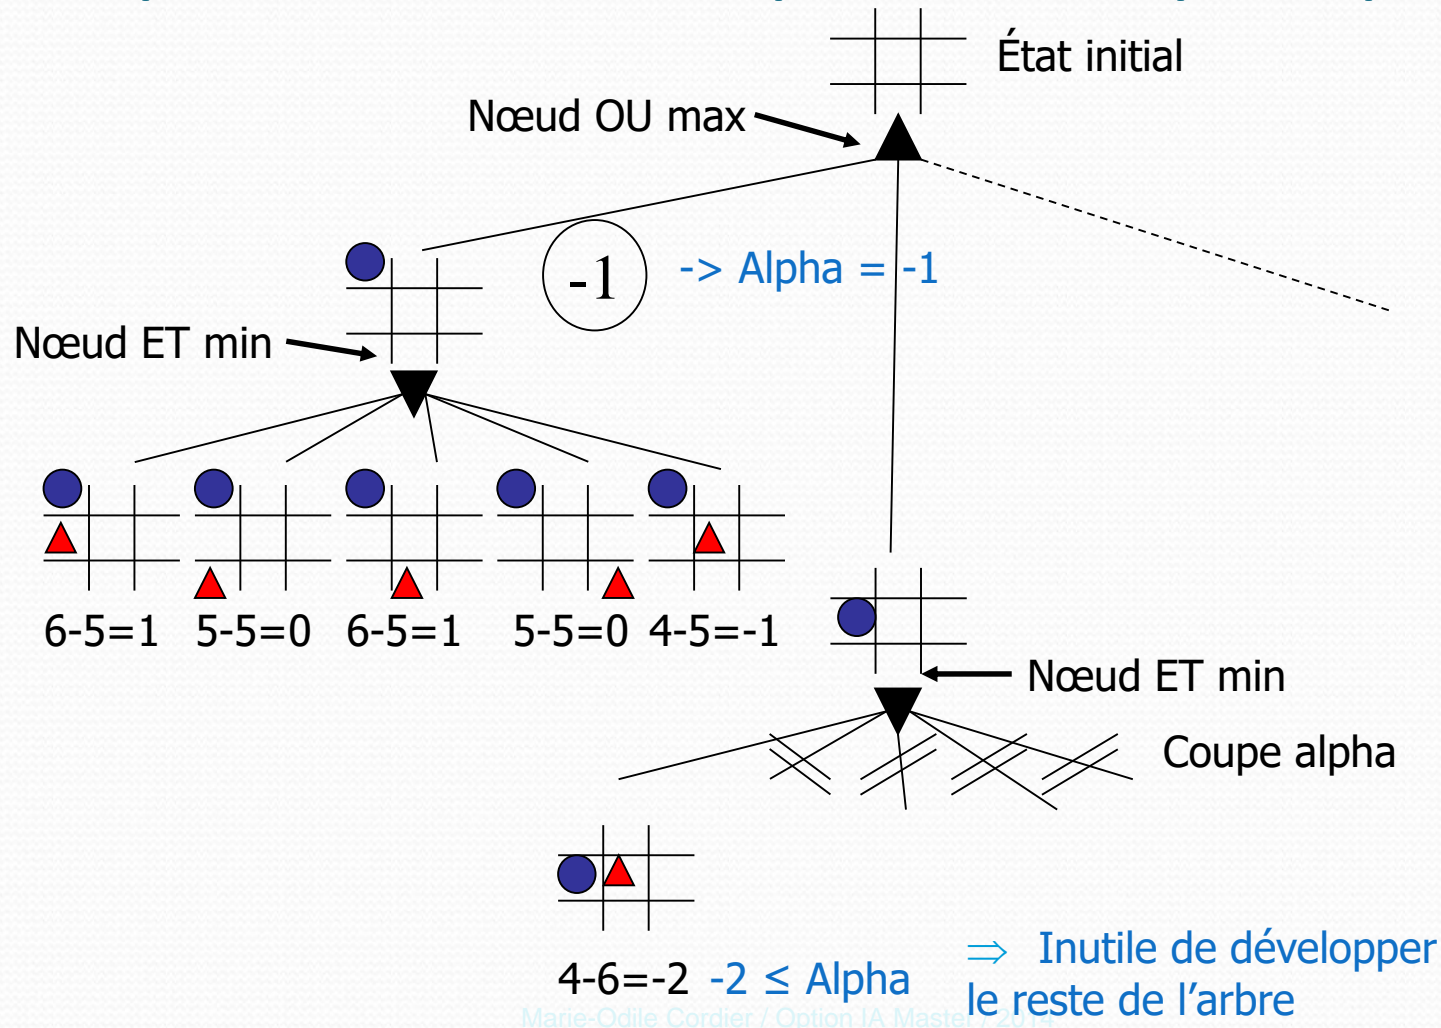 État initial
Nœud OU max
-1 -> Alpha = -1
Nœud ET min
6-5=1 5-5=0 6-5=1 5-5=0 4-5=-1
Nœud ET min
Coupe alpha
4-6=-2 -2 ≤ Alpha
⇒ Inutile de développer
le reste de l’arbre
Marie-Odile Cordier / Option IA Master / 2014